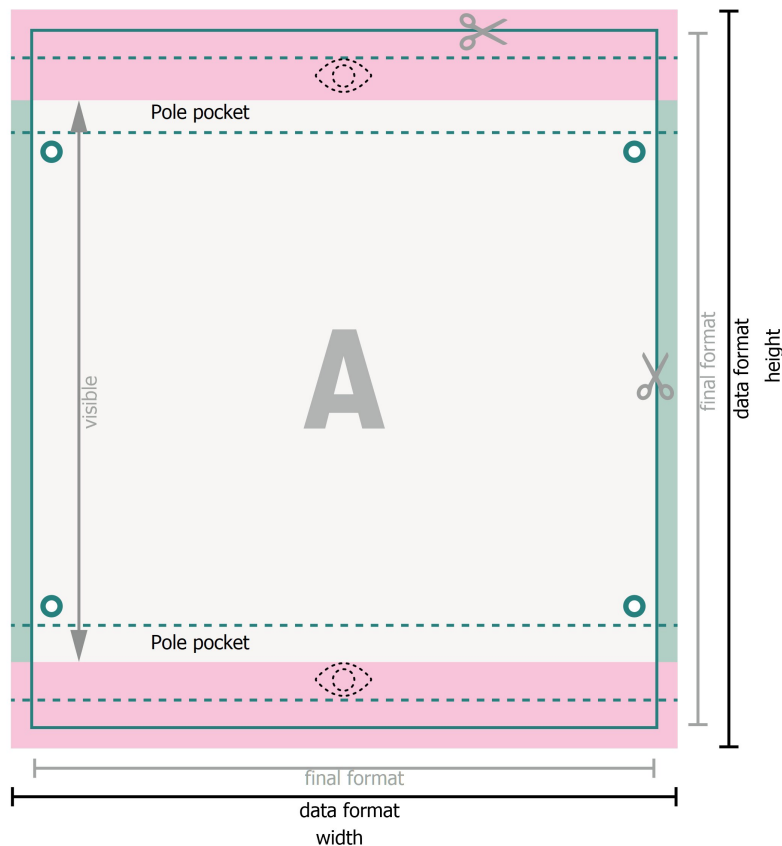 Pole pocket
A
visible
final format
data format
height
Pole pocket
final format
data format
width